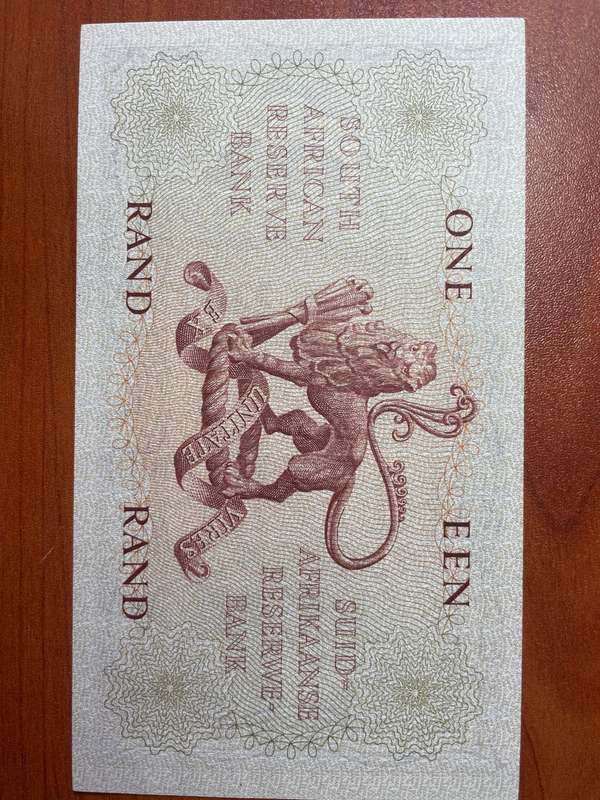 ONE
EEN
SOUTH
AFRICAN
RESERVE
BANK
SUID-
AFRIKAANSE
RESERWE-
BANK
EX UNITATE VIRES
RAND
RAND